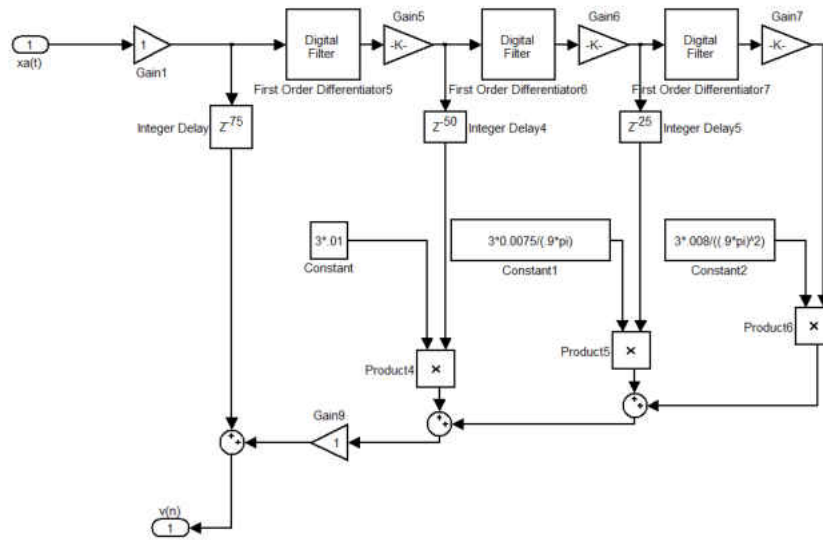 Gain5
Gain6
Gain7
1
xa(t)
1
Gain1
Digital
Filter
First Order Differentiator5
-K-
Digital
Filter
First Order Differentiator6
-K-
Digital
Filter
First Order Differentiator7
-K-
Integer Delay
Z-75
Z-50
Integer Delay4
Z-25
Integer Delay5
3*.01
Constant
3*0.0075/(.9*pi)
Constant1
3*.008/((.9*pi)^2)
Constant2
Product4
×
Product5
×
Product6
×
Gain9
1
++
++
++
v(n)
1